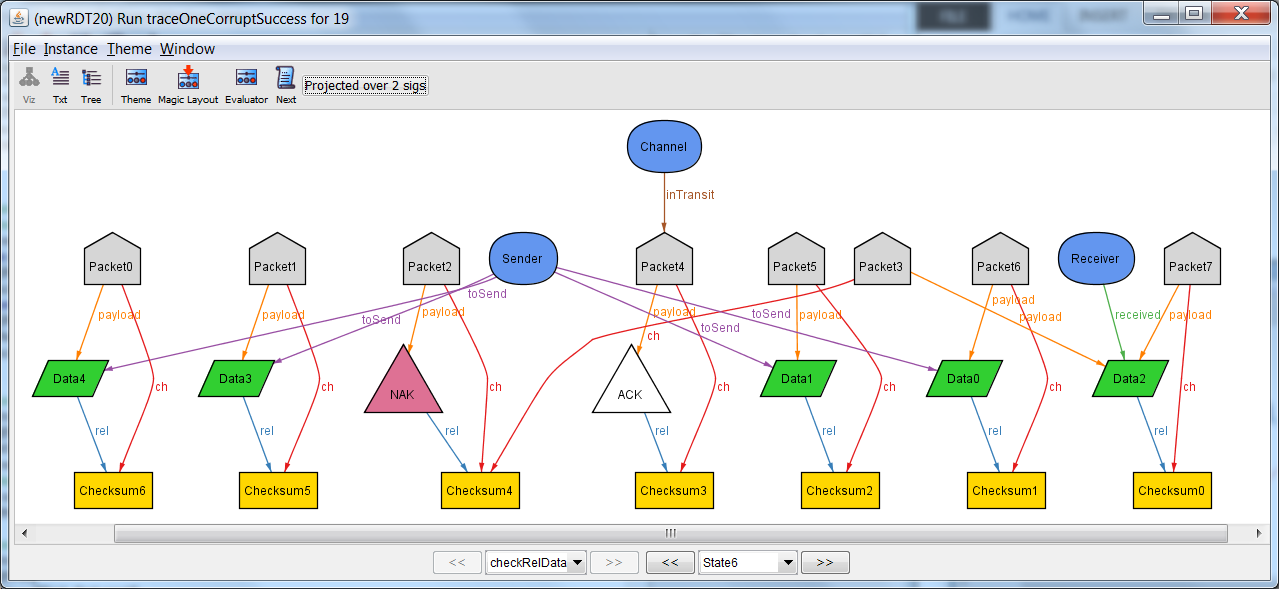 (newRDT20) Run traceOneCorruptSuccess for 19
FILE HOME INSERT
File Instance Theme Window
Viz Txt Tree Theme Magic Layout Evaluator Next Projected over 2 sigs
Channel
inTransit
Packet0 Packet1 Packet2 Sender Packet4 Packet5 Packet3 Packet6 Receiver Packet7
toSend
payload payload payload toSend payload toSend toSend payload payload payload received payload
ch
Data4 ch Data3 ch NAK ch ACK ch Data1 ch Data0 ch Data2 ch
rel rel rel rel rel rel rel
Checksum6 Checksum5 Checksum4 Checksum3 Checksum2 Checksum1 Checksum0
<< checkRelData >> << State6 >>